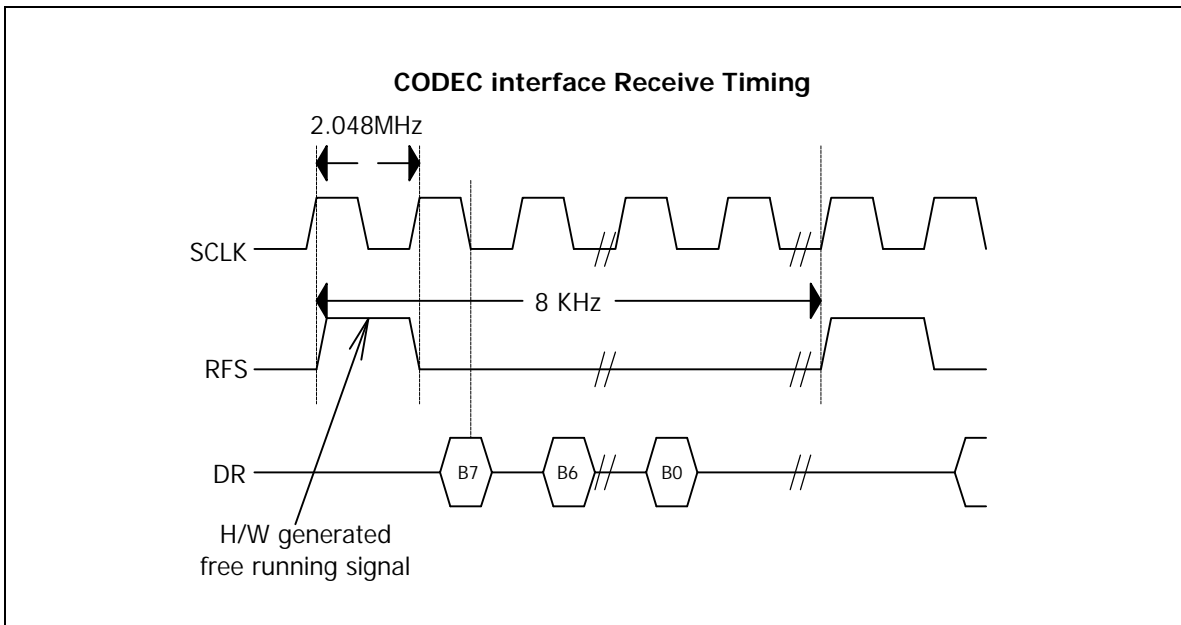 CODEC interface Receive Timing
2.048MHz
SCLK
8 KHz
RFS
DR
B7
B6
B0
H/W generated
free running signal